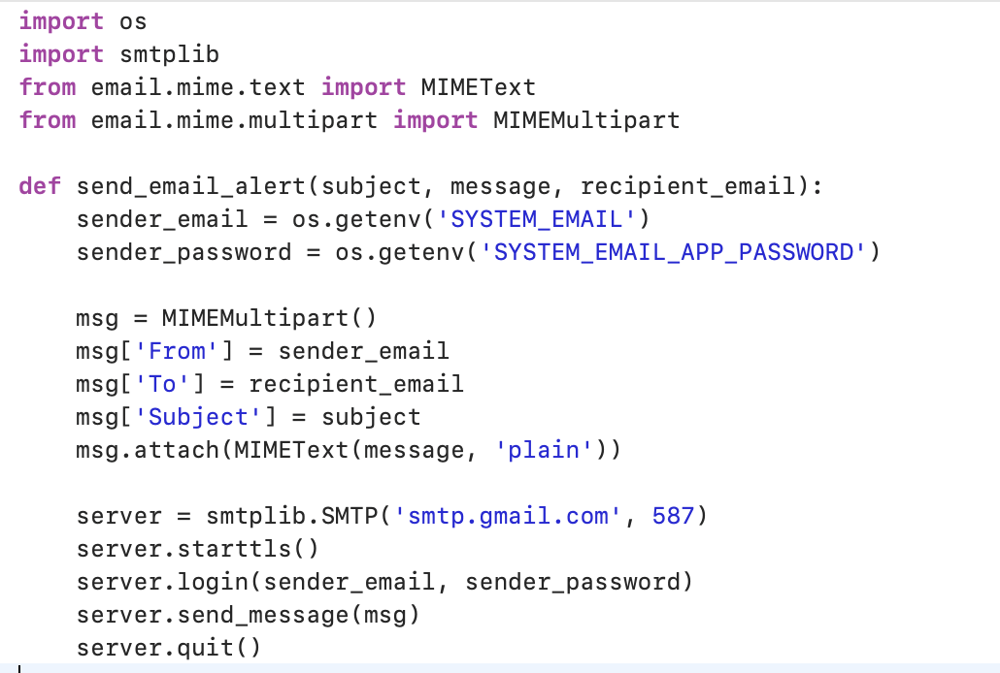 import os
import smtplib
from email.mime.text import MIMEText
from email.mime.multipart import MIMEMultipart

def send_email_alert(subject, message, recipient_email):
    sender_email = os.getenv('SYSTEM_EMAIL')
    sender_password = os.getenv('SYSTEM_EMAIL_APP_PASSWORD')

    msg = MIMEMultipart()
    msg['From'] = sender_email
    msg['To'] = recipient_email
    msg['Subject'] = subject
    msg.attach(MIMEText(message, 'plain'))

    server = smtplib.SMTP('smtp.gmail.com', 587)
    server.starttls()
    server.login(sender_email, sender_password)
    server.send_message(msg)
    server.quit()